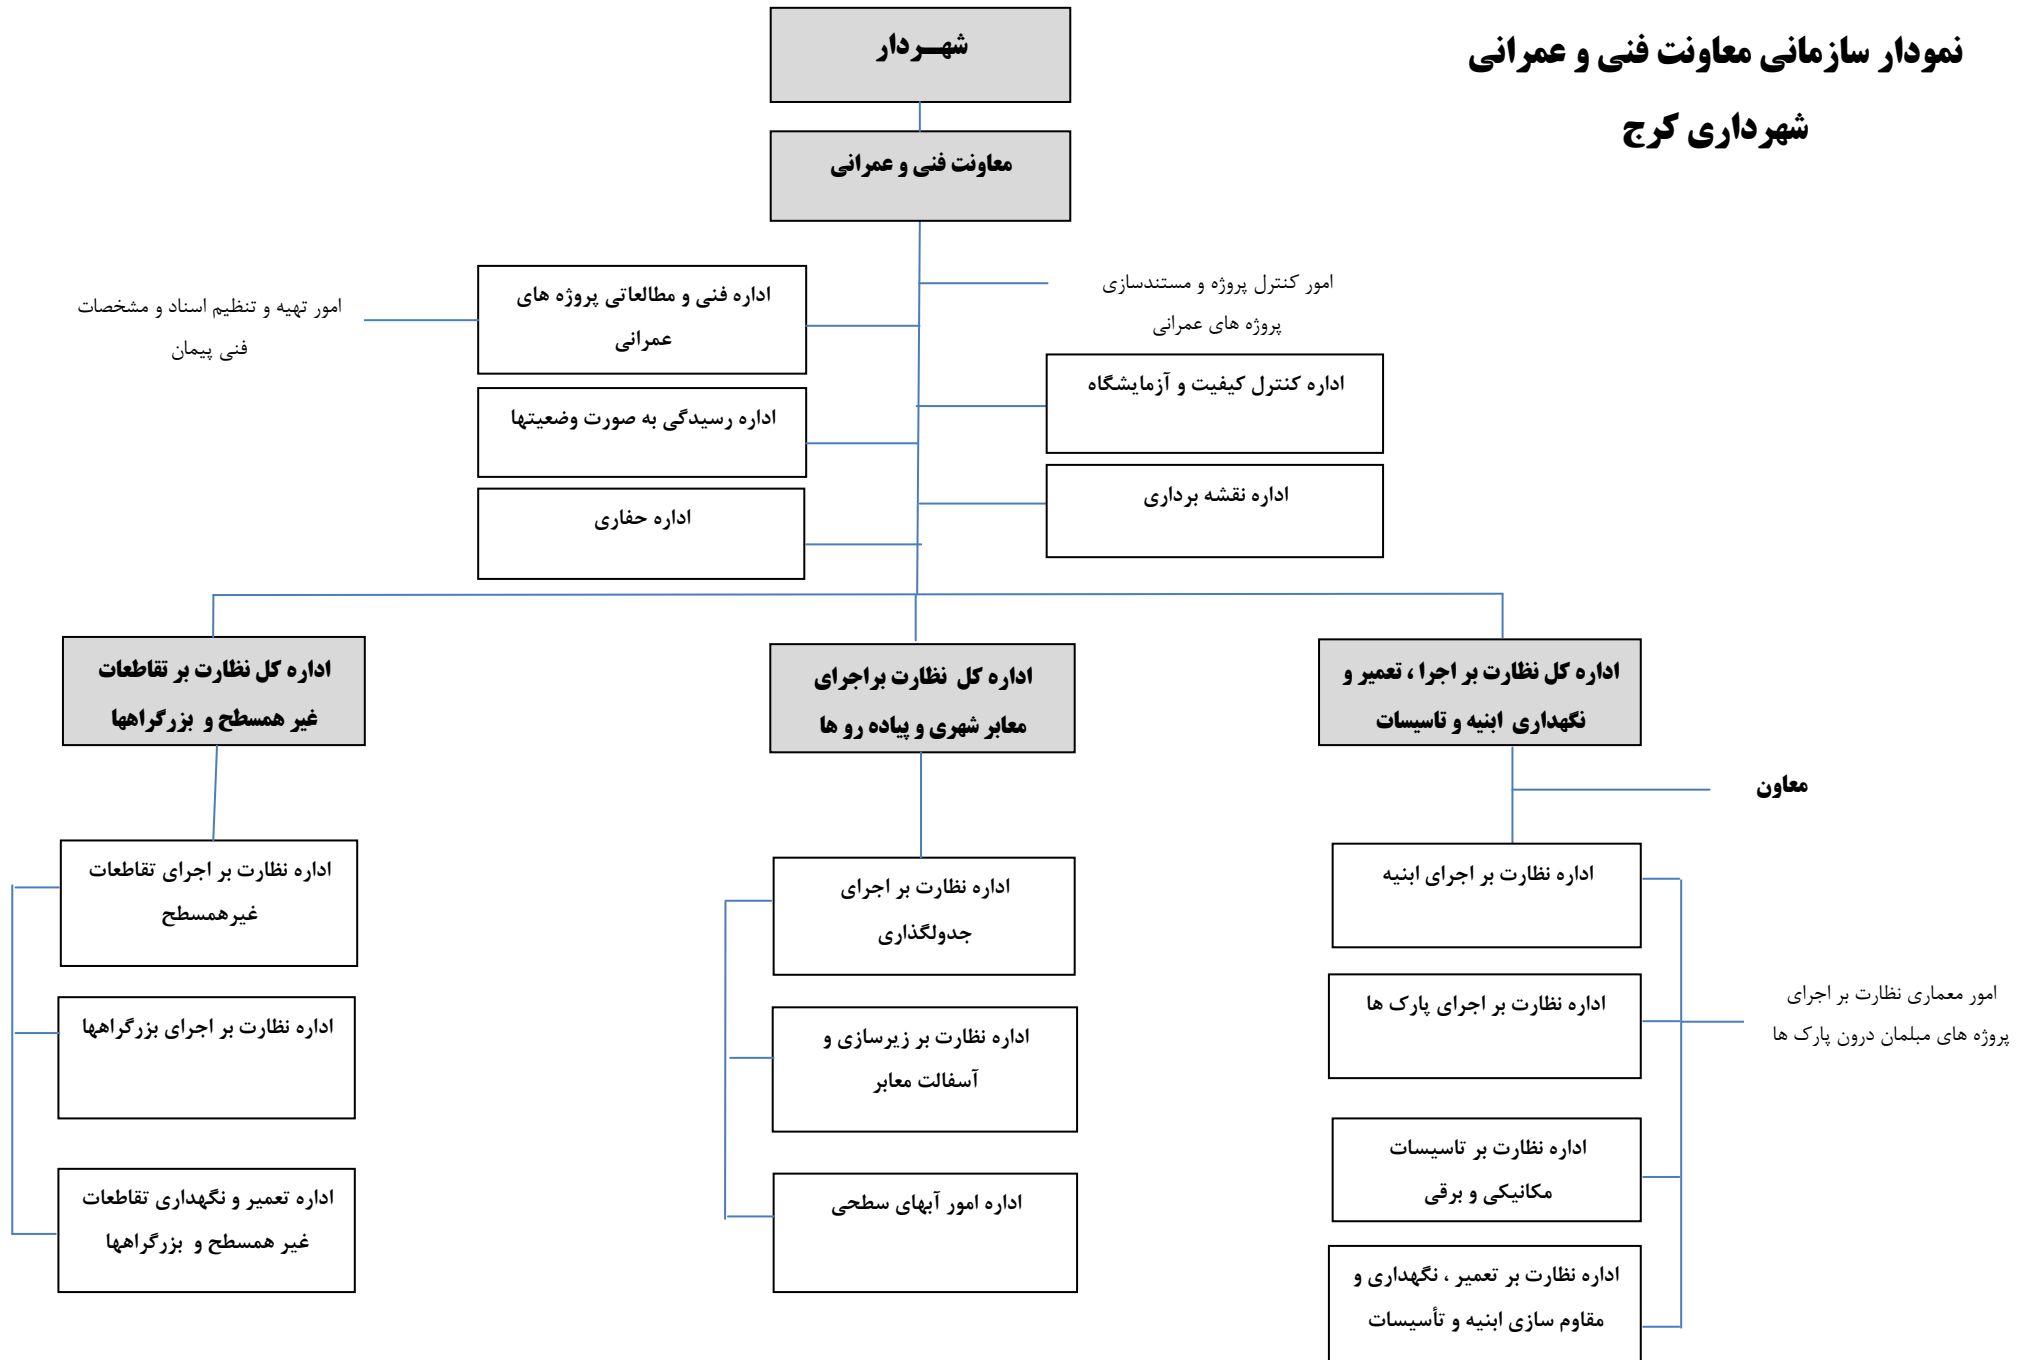 نمودار سازمانی معاونت فنی و عمرانی
شهرداری کرج
شهــردار
معاونت فنی و عمرانی
امور کنترل پروژه و مستندسازی
پروژه های عمرانی
اداره فنی و مطالعاتی پروژه های
عمرانی
امور تهیه و تنظیم اسناد و مشخصات
فنی پیمان
اداره کنترل کیفیت و آزمایشگاه
اداره رسیدگی به صورت وضعیتها
اداره نقشه برداری
اداره حفاری
اداره کل نظارت بر اجرا ، تعمیر و
نگهداری ابنیه و تاسیسات
معاون
اداره نظارت بر اجرای ابنیه
اداره نظارت بر اجرای پارک ها
امور معماری نظارت بر اجرای
پروژه های مبلمان درون پارک ها
اداره نظارت بر تاسیسات
مکانیکی و برقی
اداره نظارت بر تعمیر ، نگهداری و
مقاوم سازی ابنیه و تأسیسات
اداره کل نظارت براجرای
معابر شهری و پیاده رو ها
اداره نظارت بر اجرای
جدولگذاری
اداره نظارت بر زیرسازی و
آسفالت معابر
اداره امور آبهای سطحی
اداره کل نظارت بر تقاطعات
غیر همسطح و بزرگراهها
اداره نظارت بر اجرای تقاطعات
غیرهمسطح
اداره نظارت بر اجرای بزرگراهها
اداره تعمیر و نگهداری تقاطعات
غیر همسطح و بزرگراهها